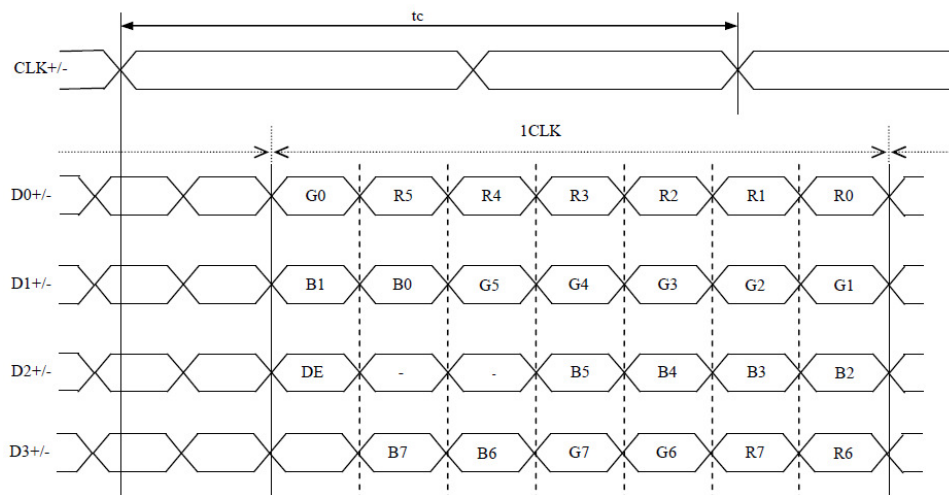 tc
CLK+/-
1CLK
D0+/- G0 R5 R4 R3 R2 R1 R0
D1+/- B1 B0 G5 G4 G3 G2 G1
D2+/- DE - - B5 B4 B3 B2
D3+/- B7 B6 G7 G6 R7 R6